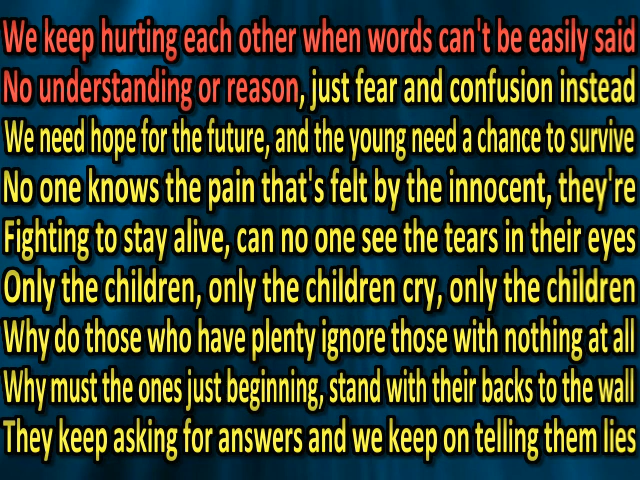 We keep hurting each other when words can't be easily said
No understanding or reason, just fear and confusion instead
We need hope for the future, and the young need a chance to survive
No one knows the pain that's felt by the innocent, they're
Fighting to stay alive, can no one see the tears in their eyes
Only the children, only the children cry, only the children
Why do those who have plenty ignore those with nothing at all
Why must the ones just beginning, stand with their backs to the wall
They keep asking for answers and we keep on telling them lies